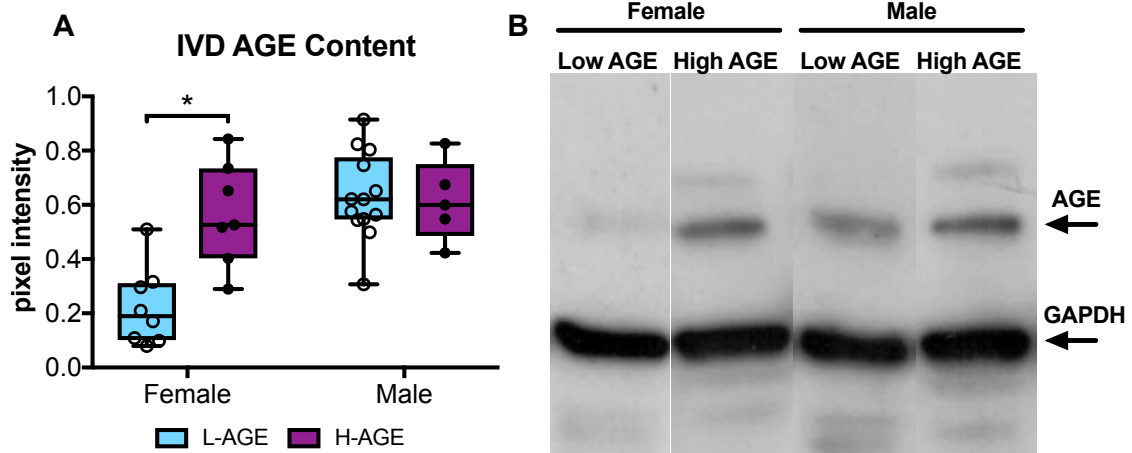 A
IVD AGE Content
*
pixel intensity
1.0
0.8
0.6
0.4
0.2
0.0
Female Male
L-AGE H-AGE
B
Female Male
Low AGE High AGE Low AGE High AGE
AGE
GAPDH